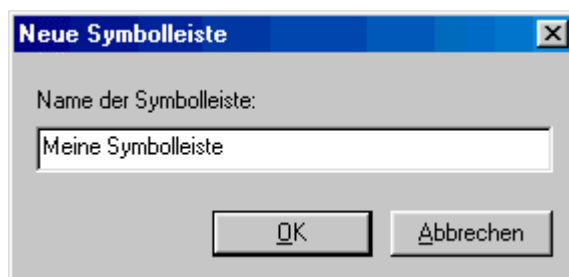 Neue Symbolleiste
Name der Symbolleiste:
Meine Symbolleiste
OK Abbrechen